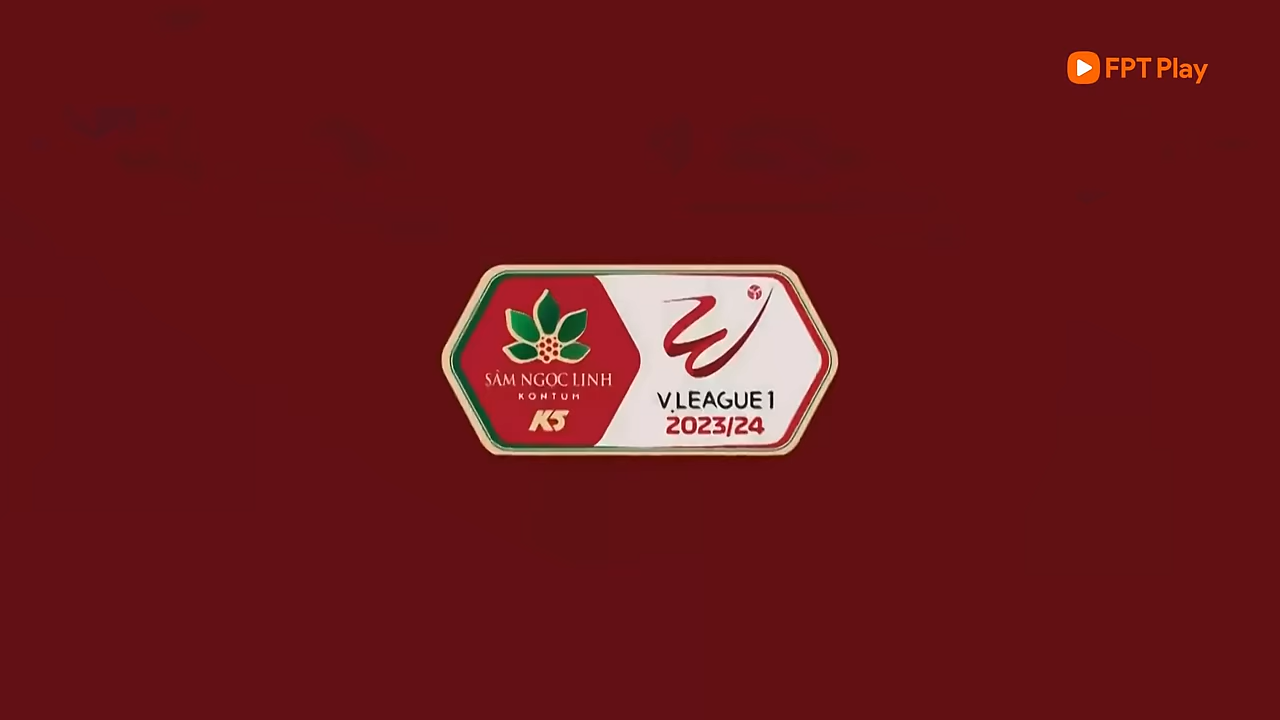 FPT Play
SÂM NGỌC LINH
KONTUM
K5
V.LEAGUE 1
2023/24